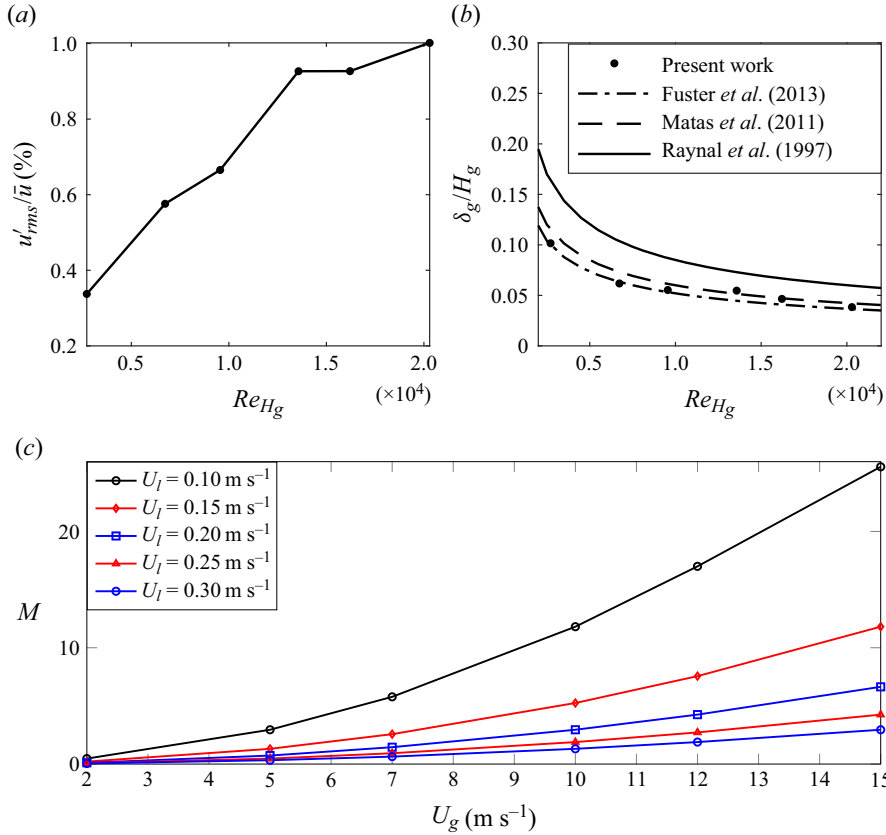 (a)
1.0
0.8
0.6
0.4
0.2
u′rms/ū (%)
0.5 1.0 1.5 2.0
ReHg (×10⁴)
(b)
0.30
0.25
0.20
0.15
0.10
0.05
0
δg/Hg
Present work
Fuster et al. (2013)
Matas et al. (2011)
Raynal et al. (1997)
0.5 1.0 1.5 2.0
ReHg (×10⁴)
(c)
Ul = 0.10 m s⁻¹
Ul = 0.15 m s⁻¹
Ul = 0.20 m s⁻¹
Ul = 0.25 m s⁻¹
Ul = 0.30 m s⁻¹
20
10
0
M
2 3 4 5 6 7 8 9 10 11 12 13 14 15
Ug (m s⁻¹)